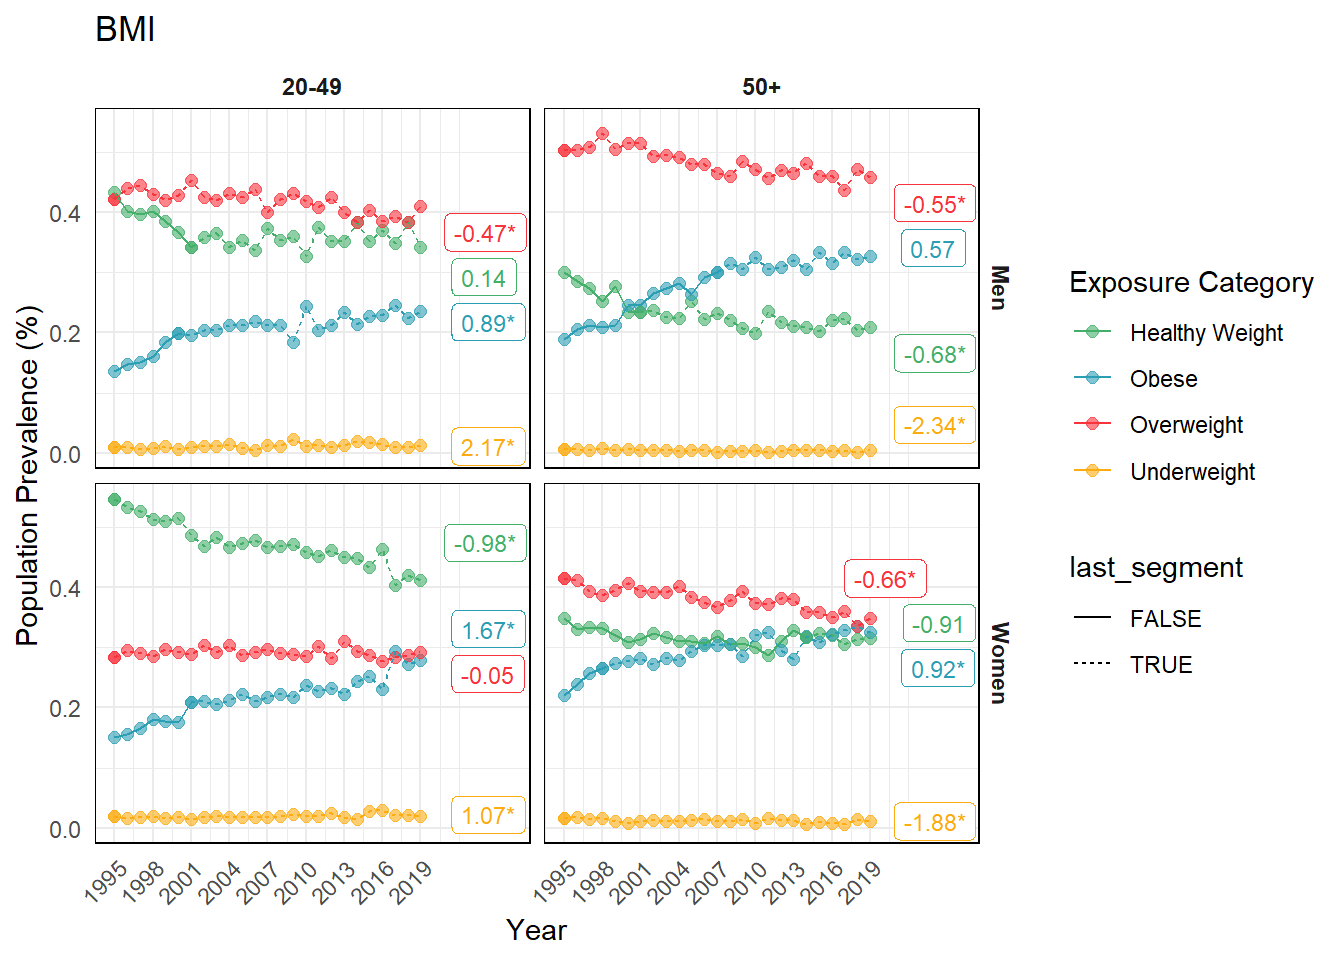 BMI
20-49
50+
0.4
0.2
0.0
-0.47*
0.14
0.89*
2.17*
-0.55*
0.57
-0.68*
-2.34*
Men
0.4
0.2
0.0
-0.98*
1.67*
-0.05
1.07*
-0.66*
-0.91
0.92*
-1.88*
Women
Population Prevalence (%)
1995 1998 2001 2004 2007 2010 2013 2016 2019
1995 1998 2001 2004 2007 2010 2013 2016 2019
Year
Exposure Category
Healthy Weight
Obese
Overweight
Underweight
last_segment
FALSE
TRUE